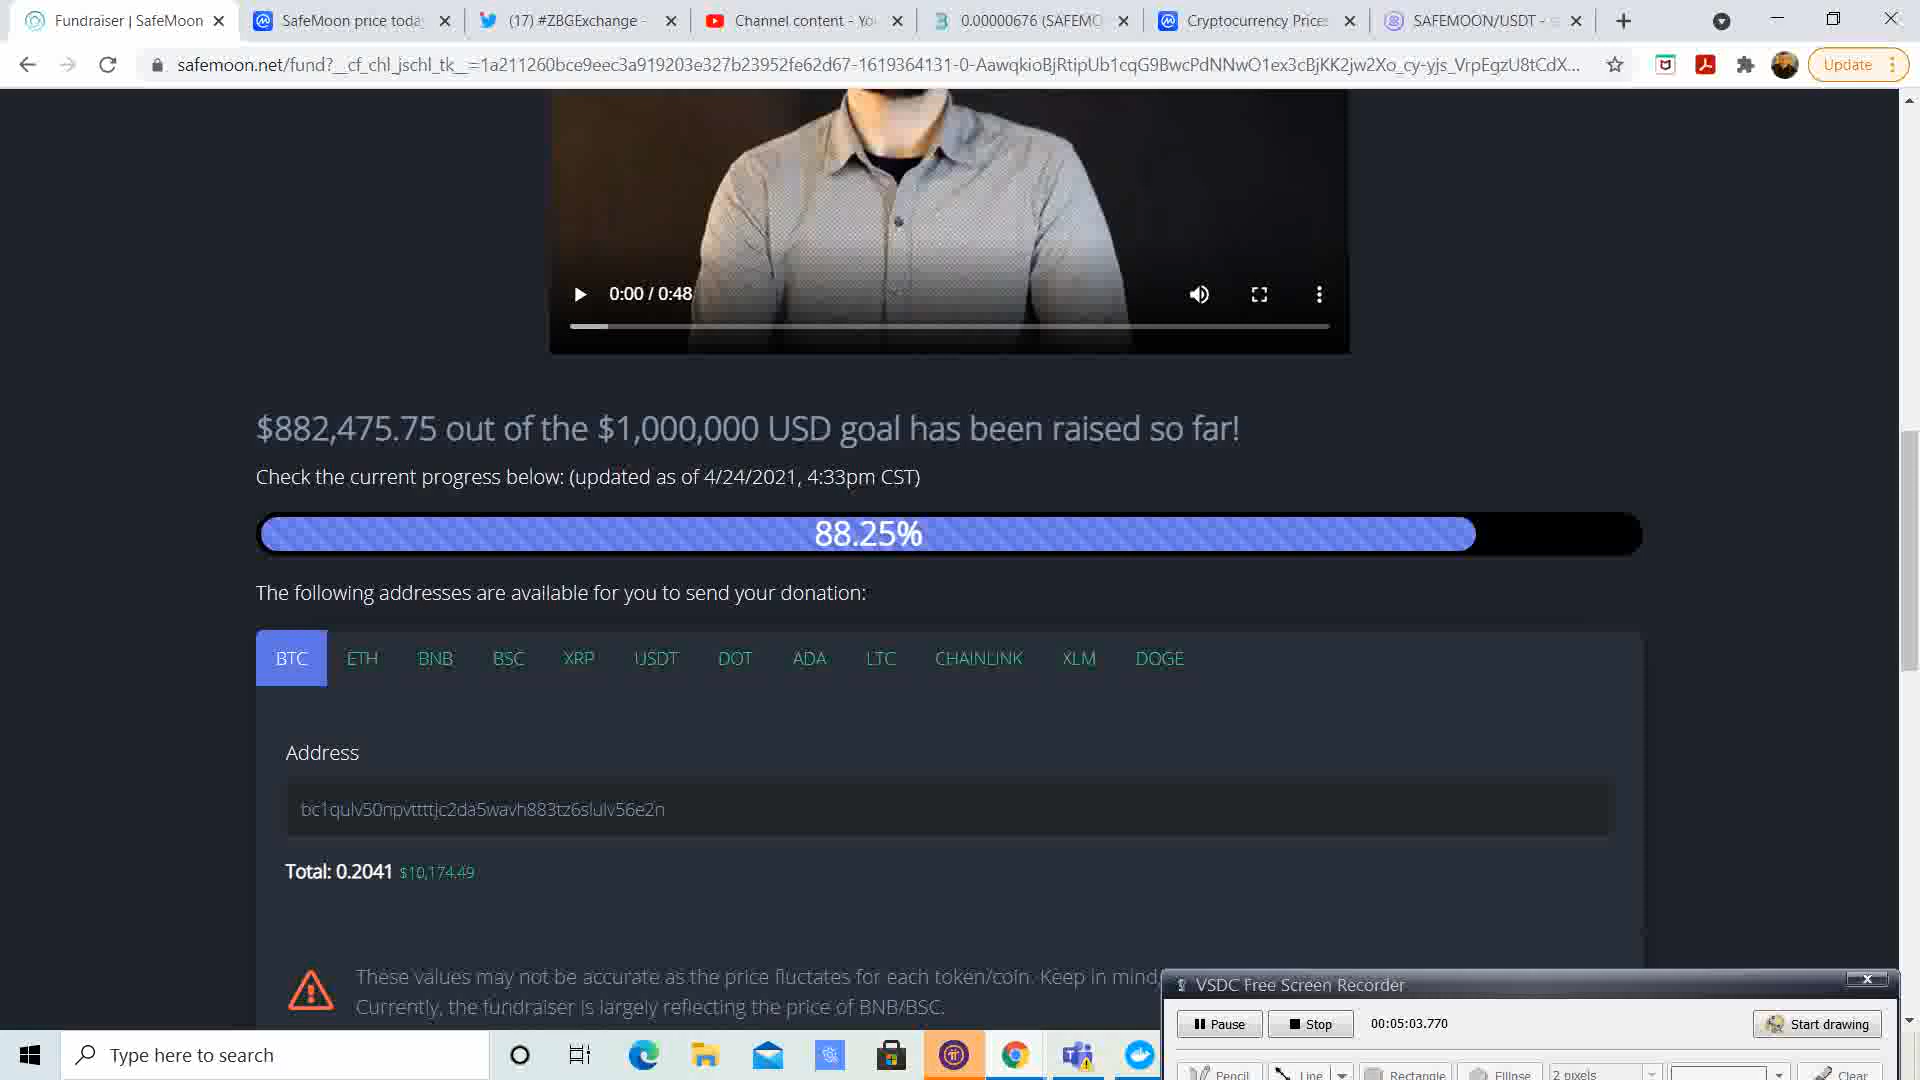 Fundraiser | SafeMoon
SafeMoon price toda
(17) #ZBGExchange -
Channel content - Yo
0.00000676 (SAFEMO
Cryptocurrency Price
SAFEMOON/USDT -
safemoon.net/fund?__cf_chl_jschl_tk__=1a211260bce9eec3a919203e327b23952fe62d67-1619364131-0-AawqkioBjRtipUb1cqG9BwcPdNNwO1ex3cBjKK2jw2Xo_cy-yjs_VrpEgzU8tCdX...
Update
0:00 / 0:48
$882,475.75 out of the $1,000,000 USD goal has been raised so far!
Check the current progress below: (updated as of 4/24/2021, 4:33pm CST)
88.25%
The following addresses are available for you to send your donation:
BTC ETH BNB BSC XRP USDT DOT ADA LTC CHAINLINK XLM DOGE
Address
bc1qulv50npvttttjc2da5wavh883tz6slulv56e2n
Total: 0.2041 $10,174.49
These values may not be accurate as the price fluctates for each token/coin. Keep in mind,
Currently, the fundraiser is largely reflecting the price of BNB/BSC.
VSDC Free Screen Recorder
Pause Stop 00:05:03.770 Start drawing
Pencil Line Rectangle Ellipse 2 pixels Clear
Type here to search